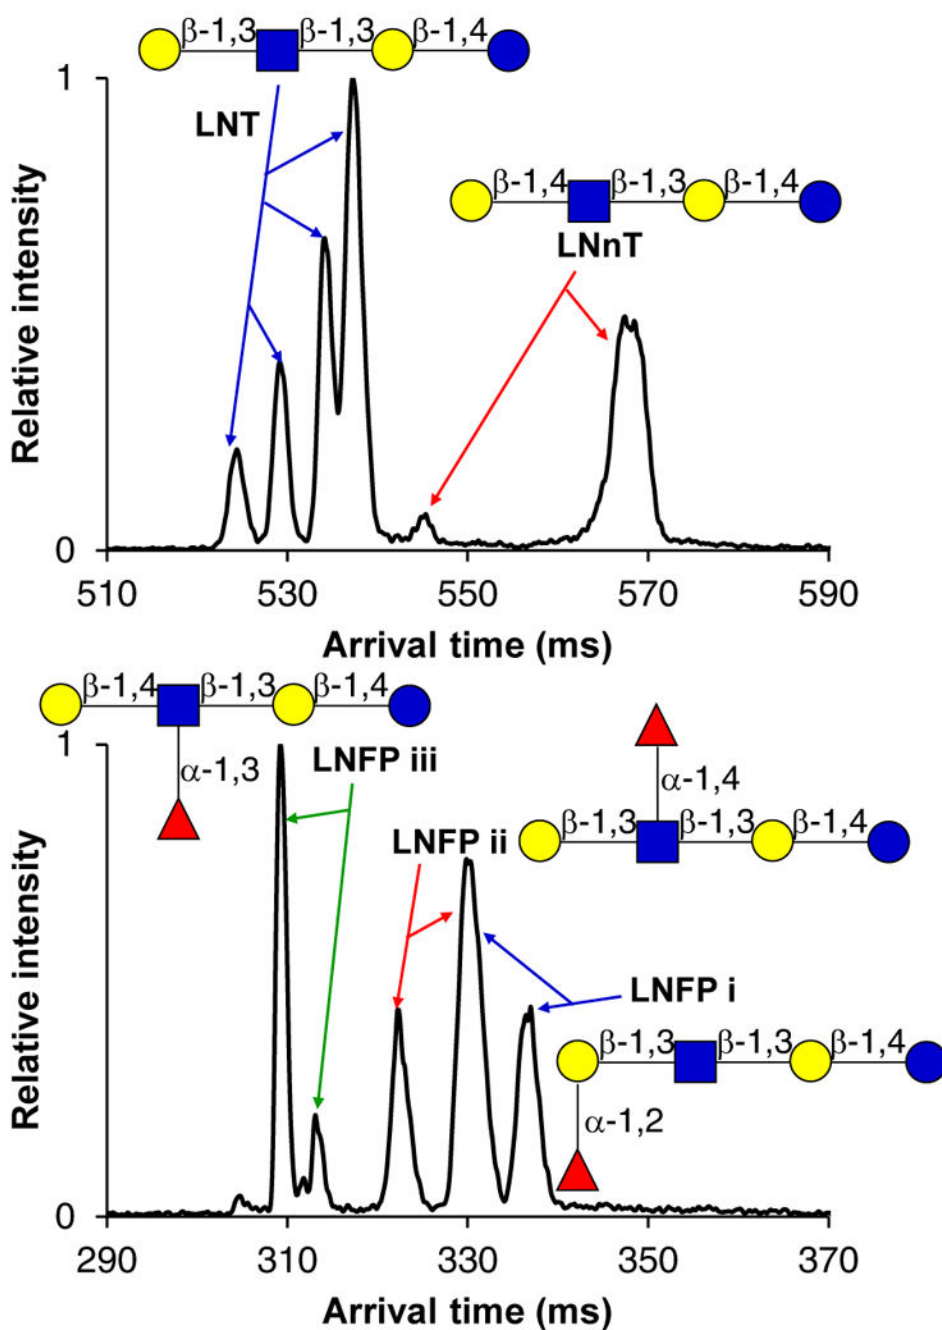 β-1,3 β-1,3 β-1,4
1
LNT
β-1,4 β-1,3 β-1,4
LNnT
Relative intensity
0
510 530 550 570 590
Arrival time (ms)
β-1,4 β-1,3 β-1,4
1
α-1,3
LNFP iii
α-1,4
LNFP ii
β-1,3 β-1,3 β-1,4
Relative intensity
LNFP i
β-1,3 β-1,3 β-1,4
α-1,2
0
290 310 330 350 370
Arrival time (ms)